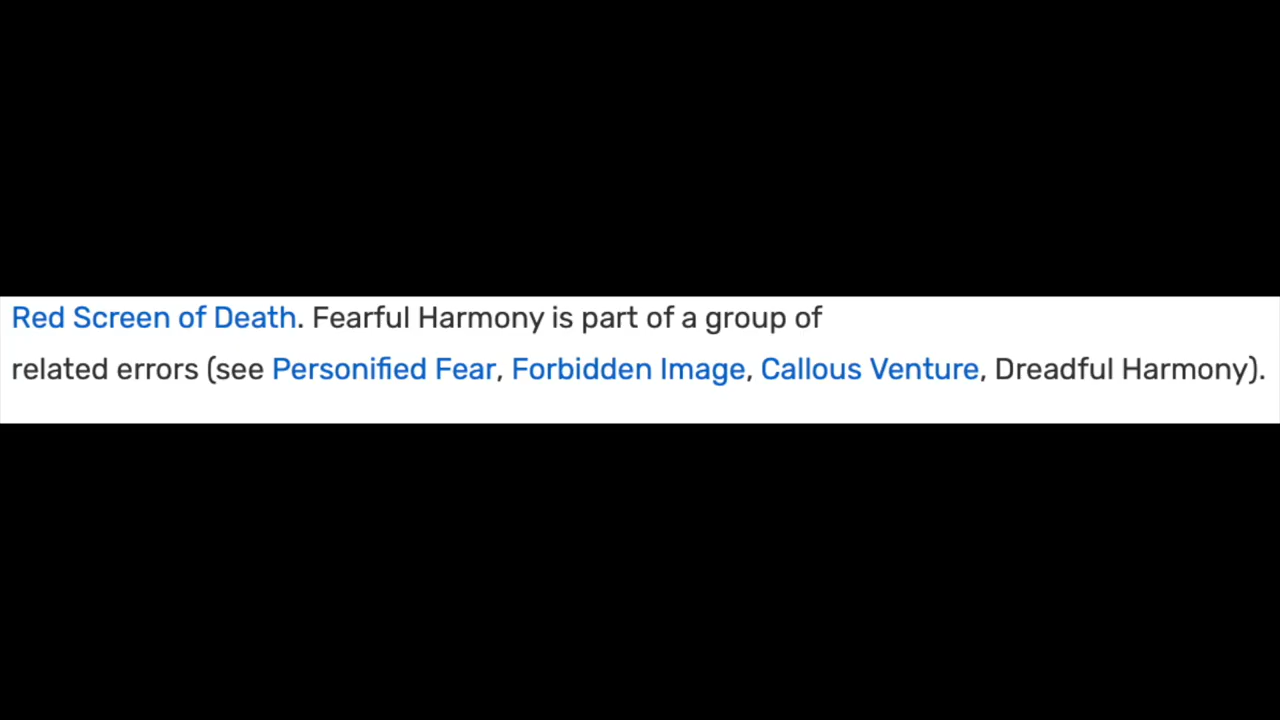 Red Screen of Death. Fearful Harmony is part of a group of
related errors (see Personified Fear, Forbidden Image, Callous Venture, Dreadful Harmony).